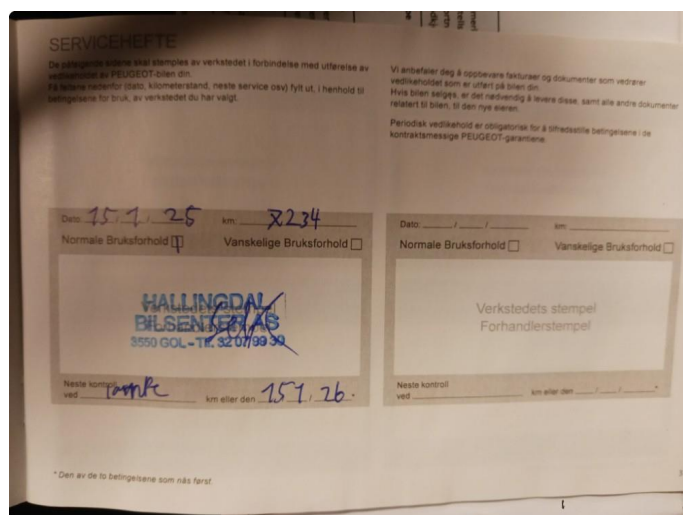 SERVICEHEFTE
De påfølgende sidene skal stemples av verkstedet i forbindelse med utførelse av
vedlikeholdet av PEUGEOT-bilen din.
Få feltene nedenfor (dato, kilometerstand, neste service osv) fylt ut, i henhold til
betingelsene for bruk, av verkstedet du har valgt.
Vi anbefaler deg å oppbevare fakturaer og dokumenter som vedrører
vedlikeholdet som er utført på bilen din.
Hvis bilen selges, er det nødvendig å levere disse, samt alle andre dokumenter
relatert til bilen, til den nye eieren.
Periodisk vedlikehold er obligatorisk for å tilfredsstille betingelsene i de
kontraktsmessige PEUGEOT-garantiene.
Dato: 15/1/25 km: 234
Normale Bruksforhold Vanskelige Bruksforhold
HALLINGDAL
BILSENTER AS
3550 GOL - Tlf. 32 07 99 39
Neste kontroll
ved km eller den 15/1/26.
Dato: / / km:
Normale Bruksforhold Vanskelige Bruksforhold
Verkstedets stempel
Forhandlerstempel
Neste kontroll
ved km eller den / / *
* Den av de to betingelsene som nås først.